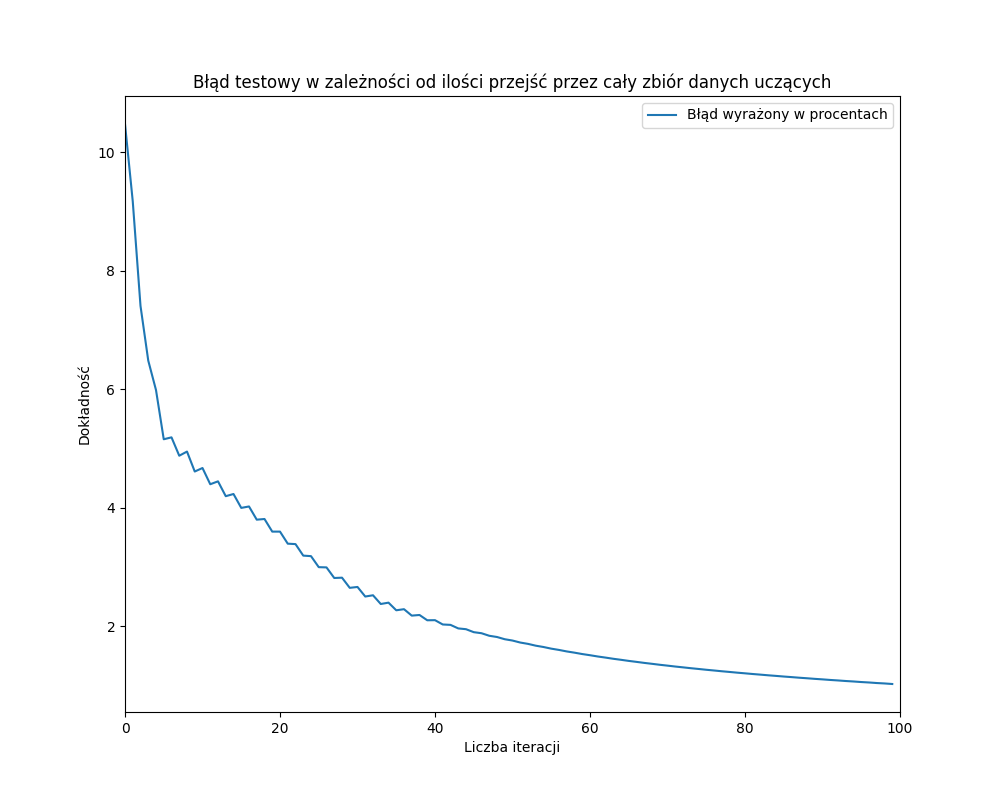 Błąd testowy w zależności od ilości przejść przez cały zbiór danych uczących
Błąd wyrażony w procentach
10
8
6
4
2
Dokładność
0 20 40 60 80 100
Liczba iteracji